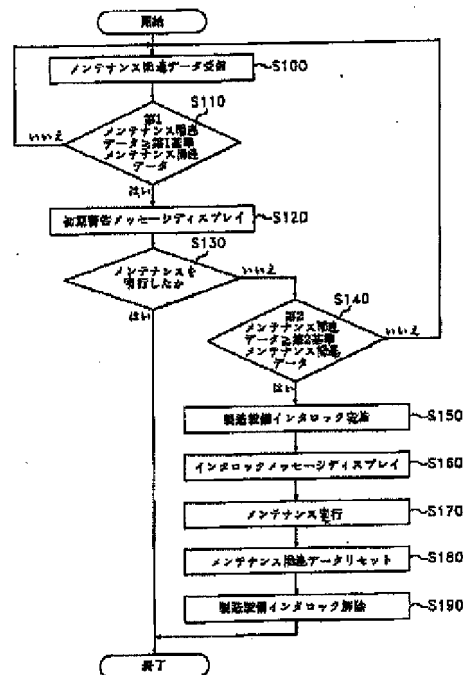 開始
メンテナンス関連データ受信
S100
S110
第1
メンテナンス関連
データ≧第1基準
メンテナンス関連
データ
いいえ
はい
初期警告メッセージディスプレイ
S120
S130
メンテナンスを
実行したか
いいえ
はい
S140
第2
メンテナンス関連
データ≧第2基準
メンテナンス関連
データ
いいえ
はい
製造設備インタロック
S150
インタロックメッセージディスプレイ
S160
メンテナンス実行
S170
メンテナンス関連データリセット
S180
製造設備インタロック解除
S190
終了